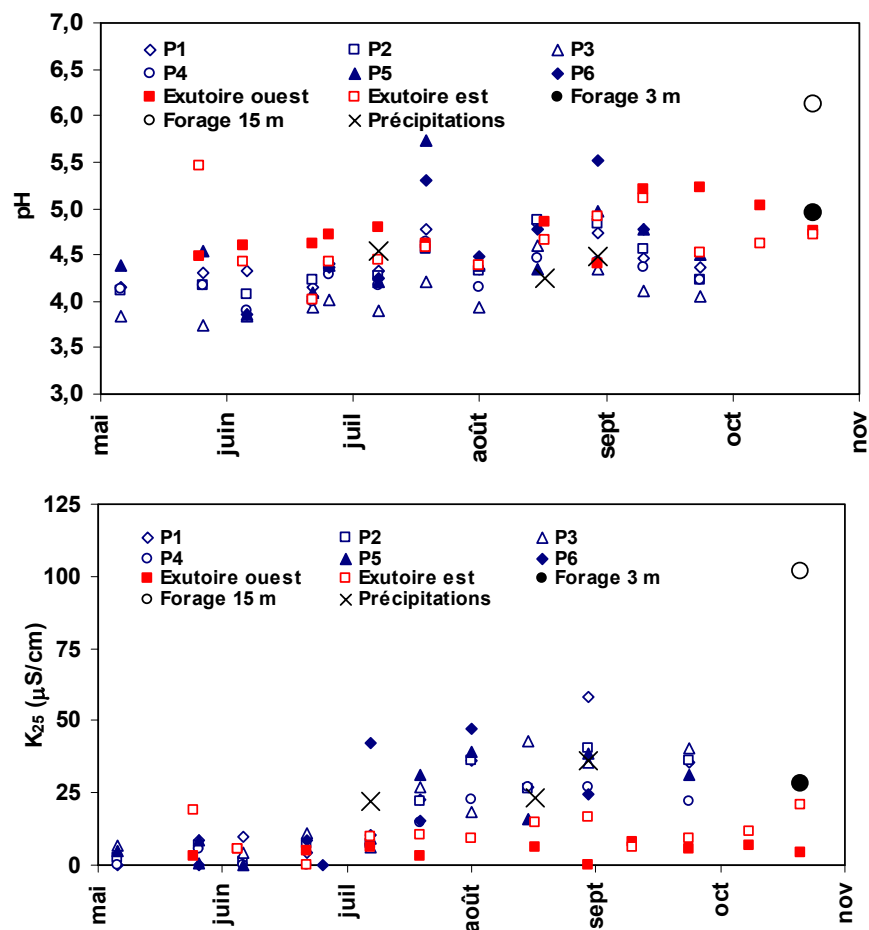 7,0
6,5
6,0
5,5
5,0
4,5
4,0
3,5
3,0
pH
P1 P2 P3
P4 P5 P6
Exutoire ouest Exutoire est Forage 3 m
Forage 15 m Précipitations
mai juin juil août sept oct nov
125
100
75
50
25
0
K25 (µS/cm)
P1 P2 P3
P4 P5 P6
Exutoire ouest Exutoire est Forage 3 m
Forage 15 m Précipitations
mai juin juil août sept oct nov